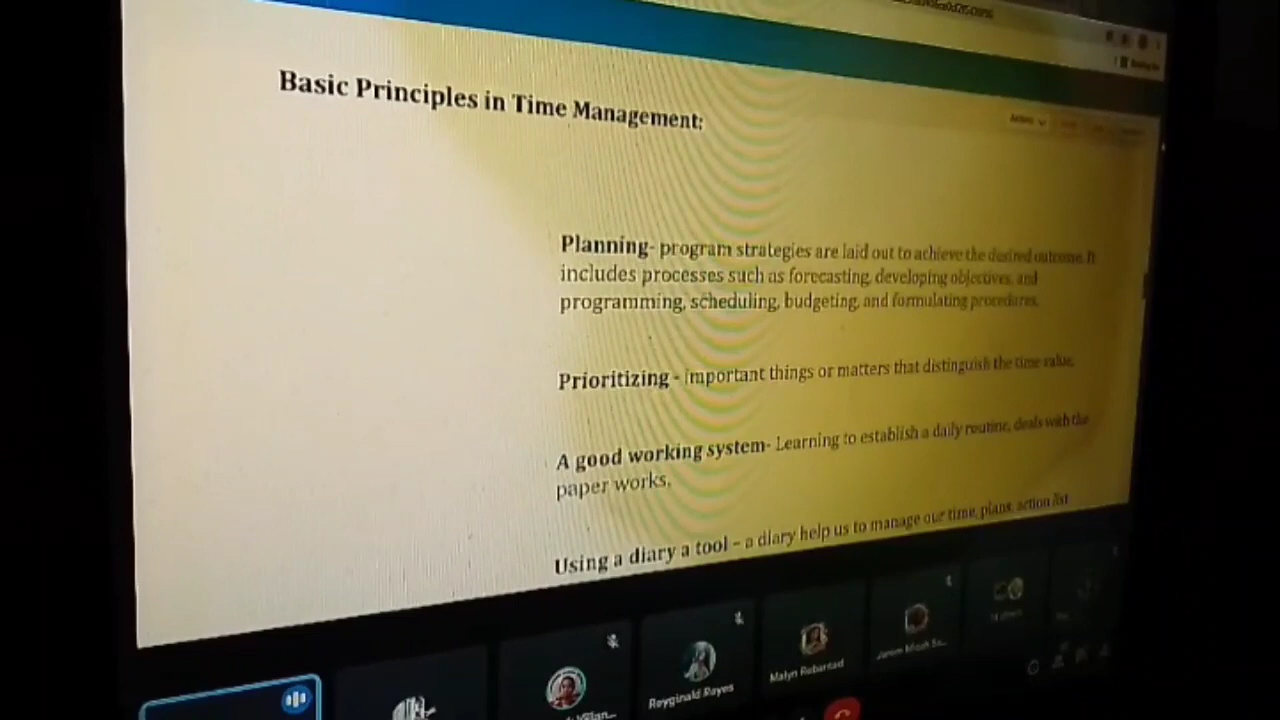 Basic Principles in Time Management:
Planning- program strategies are laid out to achieve the desired outcome. It
includes processes such as forecasting, developing objectives, and
programming, scheduling, budgeting, and formulating procedures.
Prioritizing - important things or matters that distinguish the time value.
A good working system- Learning to establish a daily routine, deals with the
paper works.
Using a diary a tool – a diary help us to manage our time, plans, action list
Reyginald Reyes
Malyn